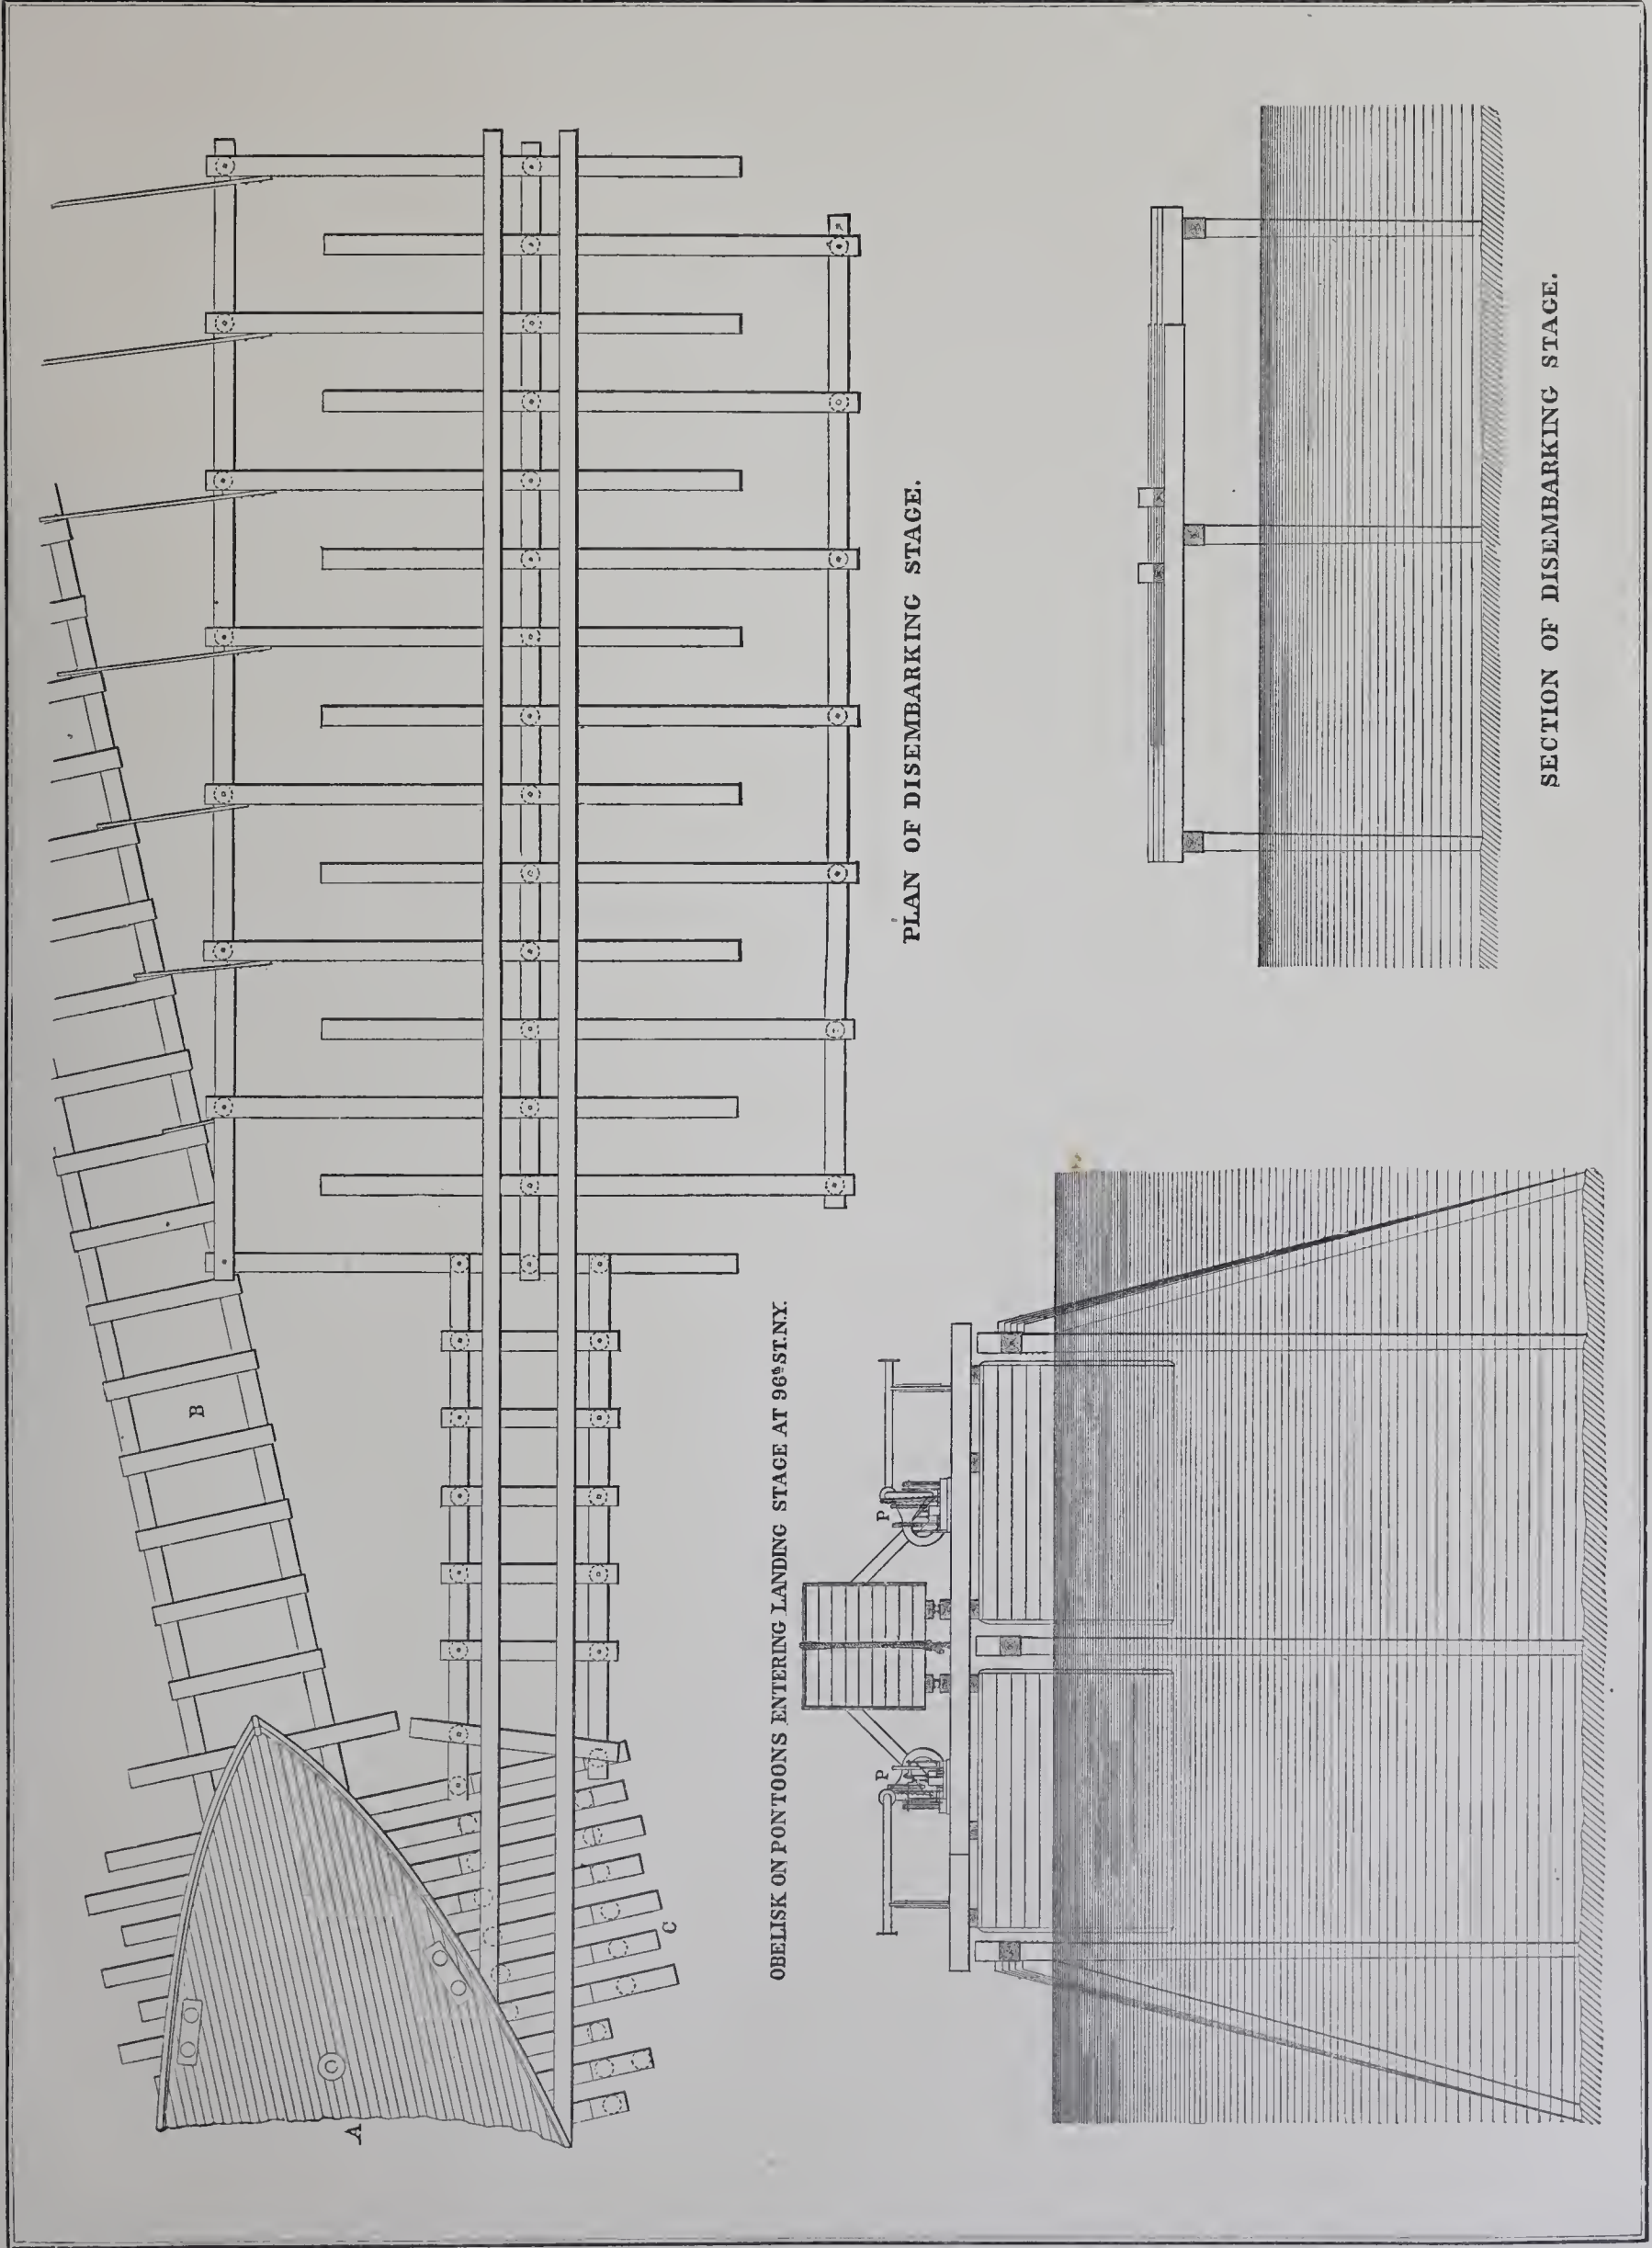 B
A
C
PLAN OF DISEMBARKING STAGE.
OBELISK ON PONTOONS ENTERING LANDING STAGE AT 96th ST. N.Y.
P
P
SECTION OF DISEMBARKING STAGE.